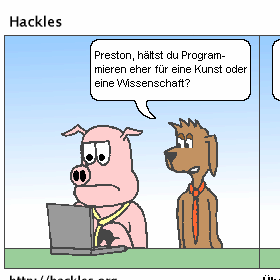 Hackles
Preston, hältst du Program-
mieren eher für eine Kunst oder
eine Wissenschaft?
http://hackles.org